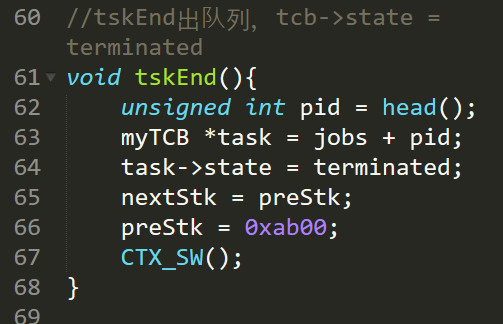 60 //tskEnd出队列，tcb->state =
terminated
61 void tskEnd(){
62 unsigned int pid = head();
63 myTCB *task = jobs + pid;
64 task->state = terminated;
65 nextStk = preStk;
66 preStk = 0xab00;
67 CTX_SW();
68 }
69